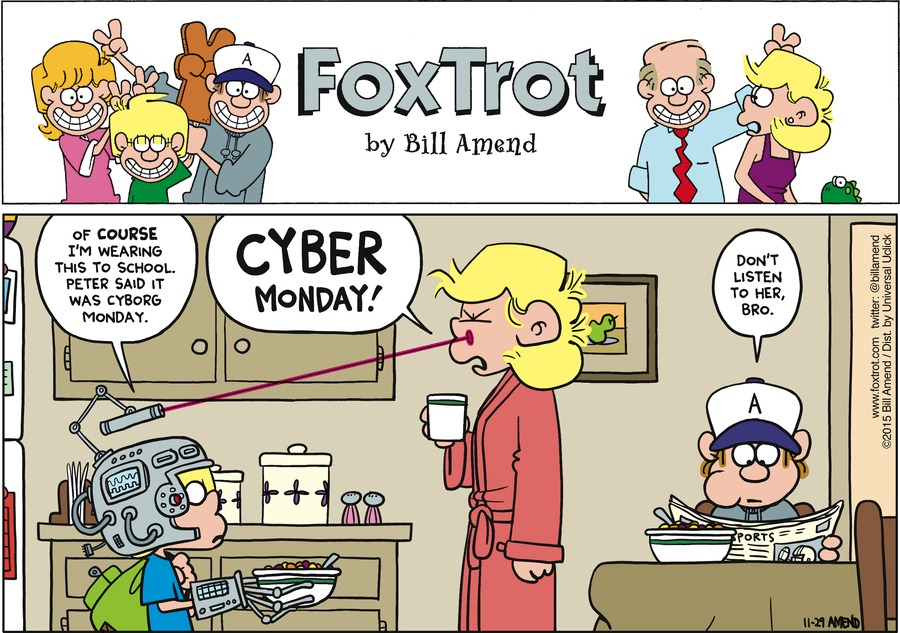 A
FoxTrot
by Bill Amend
OF COURSE
I'M WEARING
THIS TO SCHOOL.
PETER SAID IT
WAS CYBORG
MONDAY.
CYBER
MONDAY!
DON'T
LISTEN
TO HER,
BRO.
A
SPORTS
www.foxtrot.com twitter: @billamend
©2015 Bill Amend / Dist. by Universal Uclick
11-29 AMEND